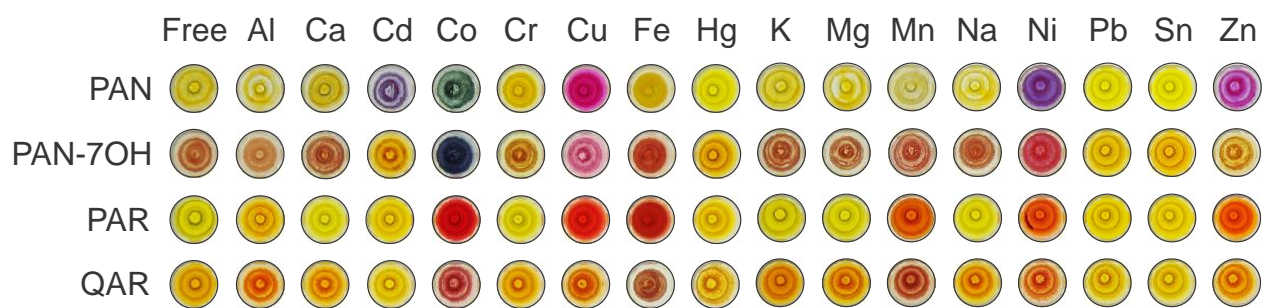 Free Al Ca Cd Co Cr Cu Fe Hg K Mg Mn Na Ni Pb Sn Zn
PAN
PAN-7OH
PAR
QAR